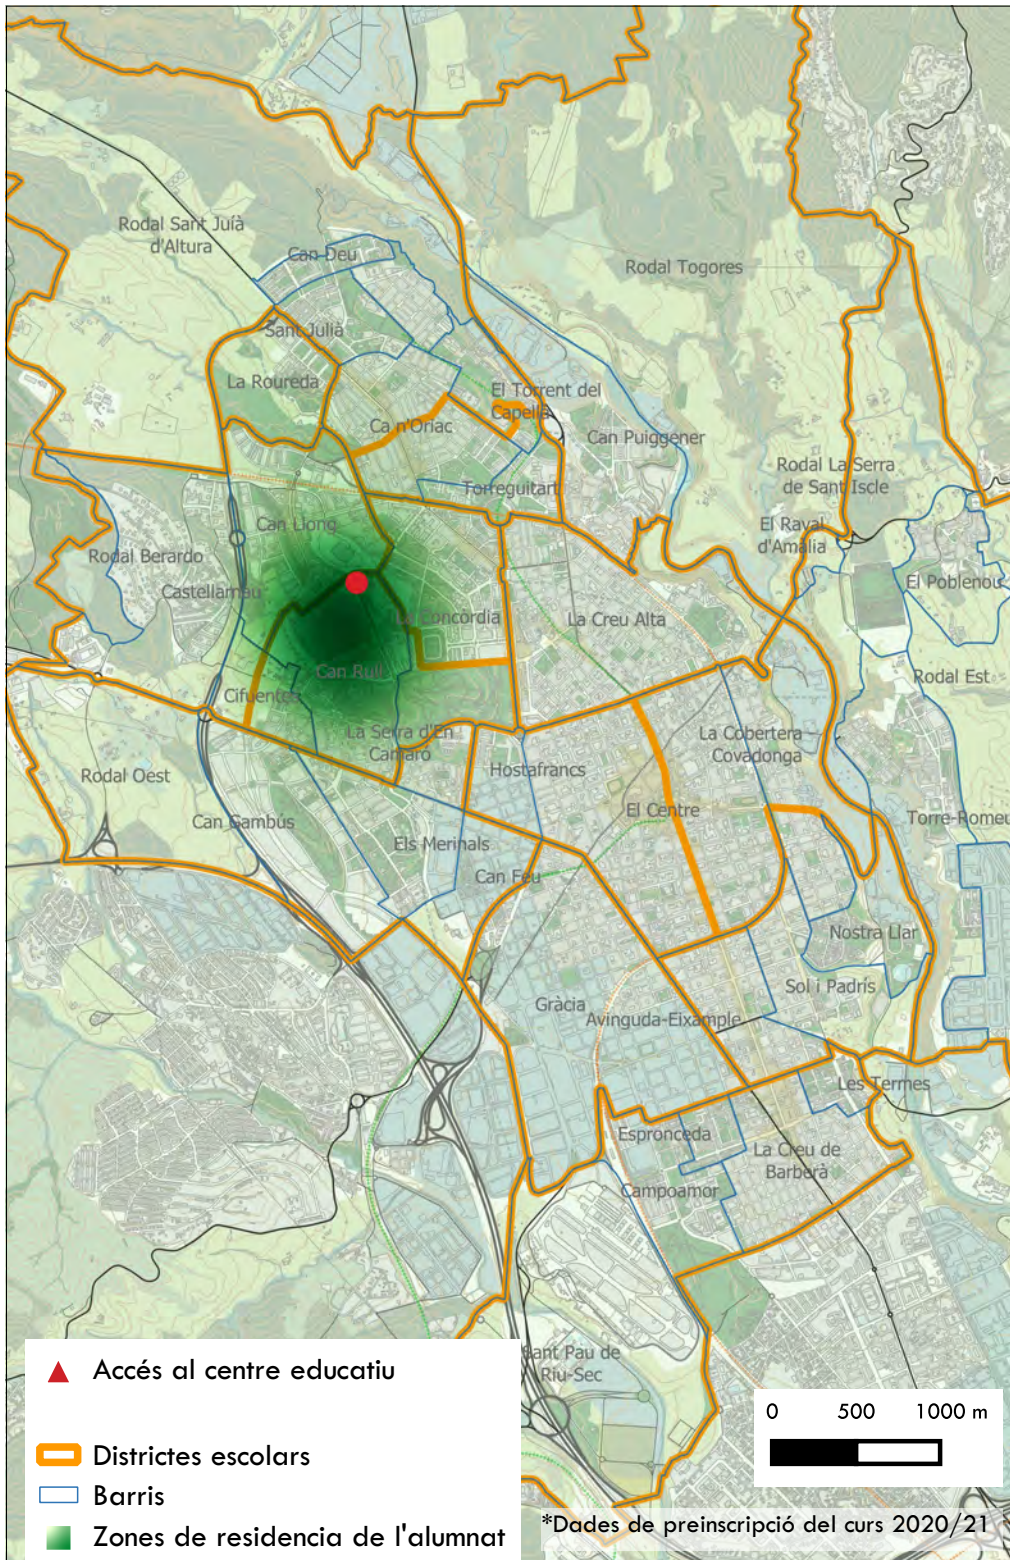 Rodal Sant Juíà
d'Altura
Can Deu
Rodal Togores
Sant Julià
La Roureda
El Torrent del
Capellà
Ca n'Oriac
Can Puiggener
Rodal La Serra
de Sant Iscle
Torreguitart
Can Llong
El Raval
d'Amàlia
Rodal Berardo
El Poblenou
Castellarnau
La Concòrdia
La Creu Alta
Can Rull
Rodal Est
Cifuentes
La Serra d'En
Camaró
La Cobertera
Covadonga
Rodal Oest
Hostafrancs
El Centre
Can Gambús
Torre-Romeu
Els Merinals
Can Feu
Nostra Llar
Sol i Padrís
Gràcia
Avinguda-Eixample
Les Termes
Espronceda
La Creu de
Barberà
Campoamor
Sant Pau de
Riu-Sec
Accés al centre educatiu
Districtes escolars
Barris
Zones de residencia de l'alumnat
0 500 1000 m
*Dades de preinscripció del curs 2020/21